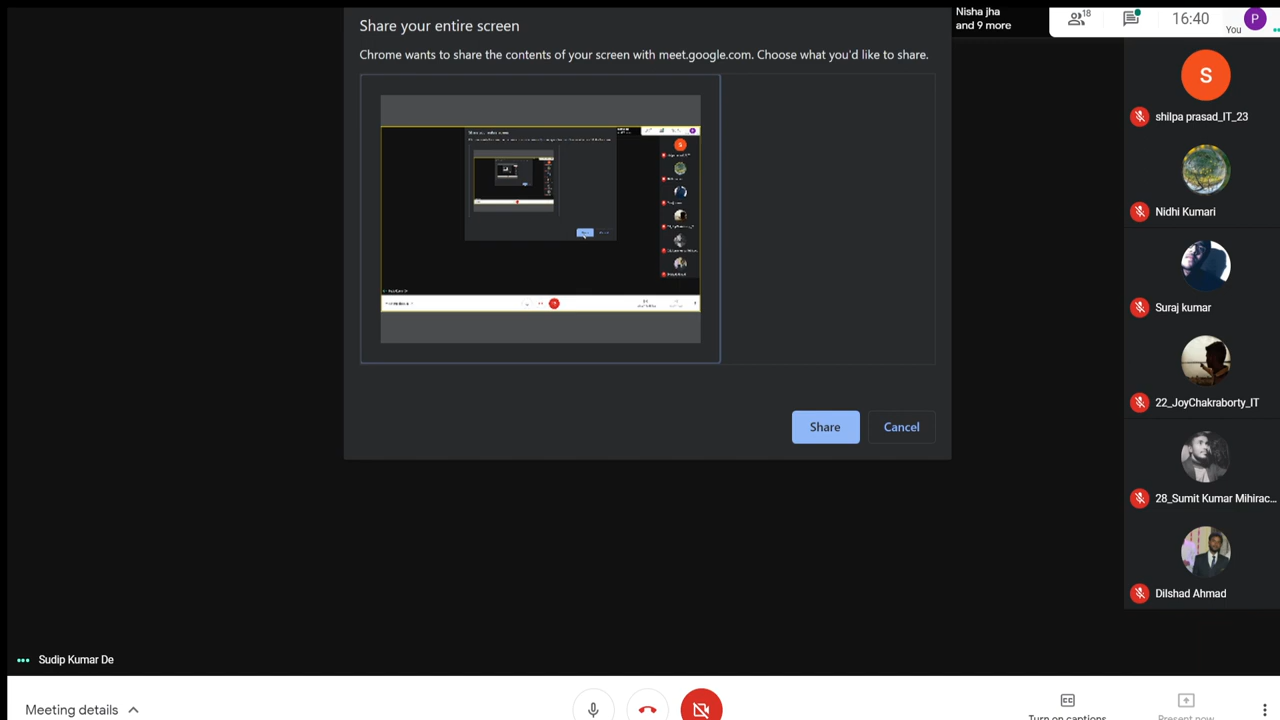 Share your entire screen
Chrome wants to share the contents of your screen with meet.google.com. Choose what you'd like to share.
Share
Cancel
Nisha jha
and 9 more
18
16:40
You
P
S
shilpa prasad_IT_23
Nidhi Kumari
Suraj kumar
22_JoyChakraborty_IT
28_Sumit Kumar Mihirac...
Dilshad Ahmad
Sudip Kumar De
Meeting details
CC
Turn on captions
Present now